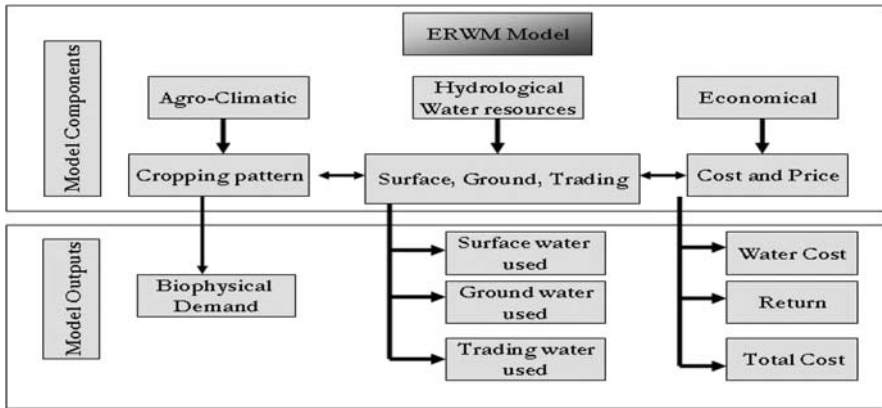 ERWM Model
Model Components
Agro-Climatic
Hydrological
Water resources
Economical
Cropping pattern
Surface, Ground, Trading
Cost and Price
Model Outputs
Biophysical
Demand
Surface water
used
Ground water
used
Trading water
used
Water Cost
Return
Total Cost